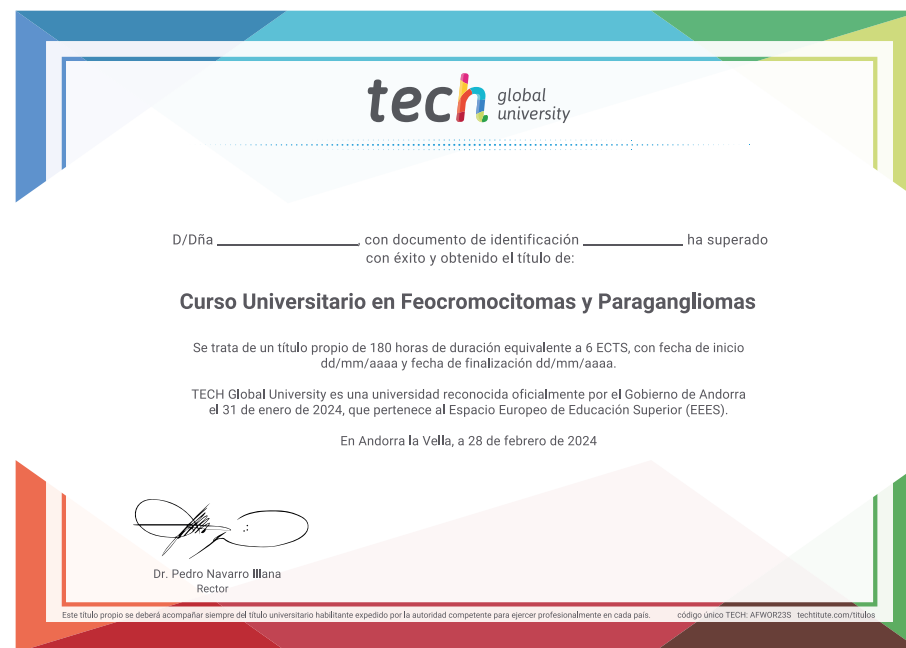 tech global
university
D/Dña ____________________, con documento de identificación ______________ ha superado
con éxito y obtenido el título de:
Curso Universitario en Feocromocitomas y Paragangliomas
Se trata de un título propio de 180 horas de duración equivalente a 6 ECTS, con fecha de inicio
dd/mm/aaaa y fecha de finalización dd/mm/aaaa.
TECH Global University es una universidad reconocida oficialmente por el Gobierno de Andorra
el 31 de enero de 2024, que pertenece al Espacio Europeo de Educación Superior (EEES).
En Andorra la Vella, a 28 de febrero de 2024
Dr. Pedro Navarro Illana
Rector
Este título propio se deberá acompañar siempre del título universitario habilitante expedido por la autoridad competente para ejercer profesionalmente en cada país. código único TECH: AFWOR23S techtitute.com/títulos